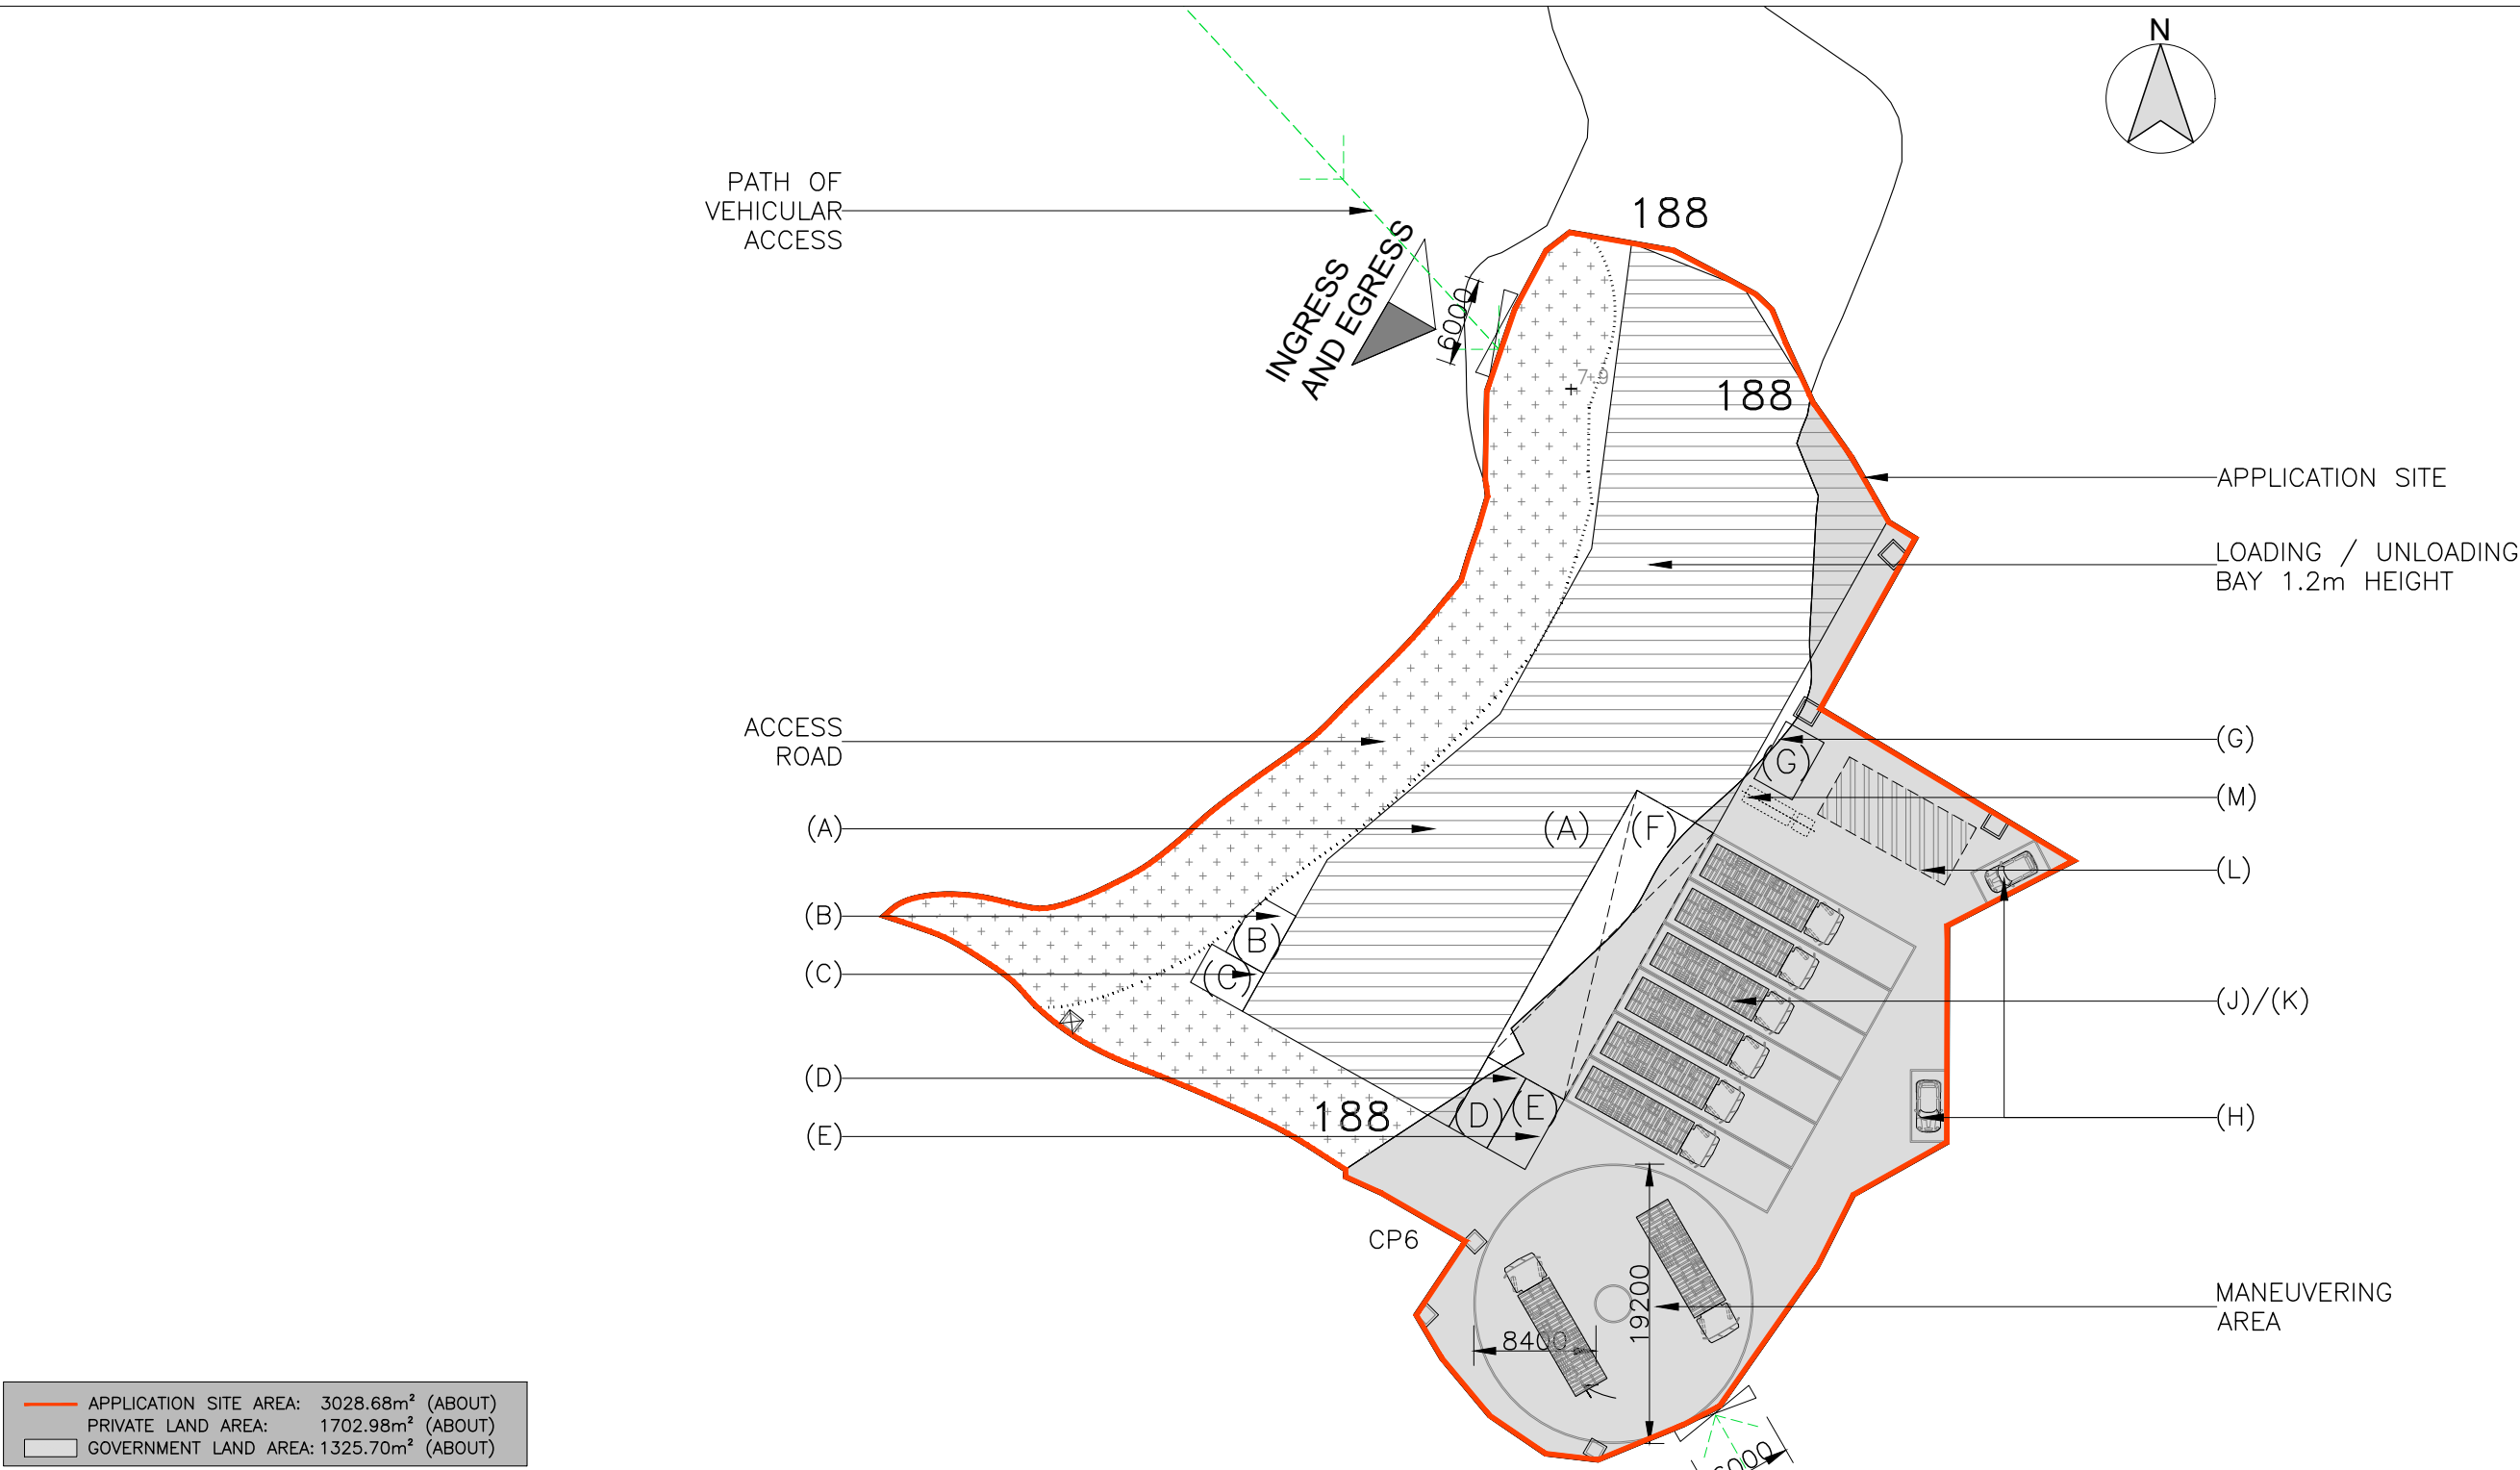 N
PATH OF
VEHICULAR
ACCESS
188
INGRESS
AND EGRESS
6000
7.9
188
APPLICATION SITE
LOADING / UNLOADING
BAY 1.2m HEIGHT
ACCESS
ROAD
(G)
(G)
(M)
(A)
(A)
(F)
(L)
(B)
(B)
(C)
(C)
(J)/(K)
(D)
(D)
(E)
(H)
188
(E)
CP6
19200
8400
MANEUVERING
AREA
APPLICATION SITE AREA: 3028.68m² (ABOUT)
PRIVATE LAND AREA: 1702.98m² (ABOUT)
GOVERNMENT LAND AREA: 1325.70m² (ABOUT)
6000